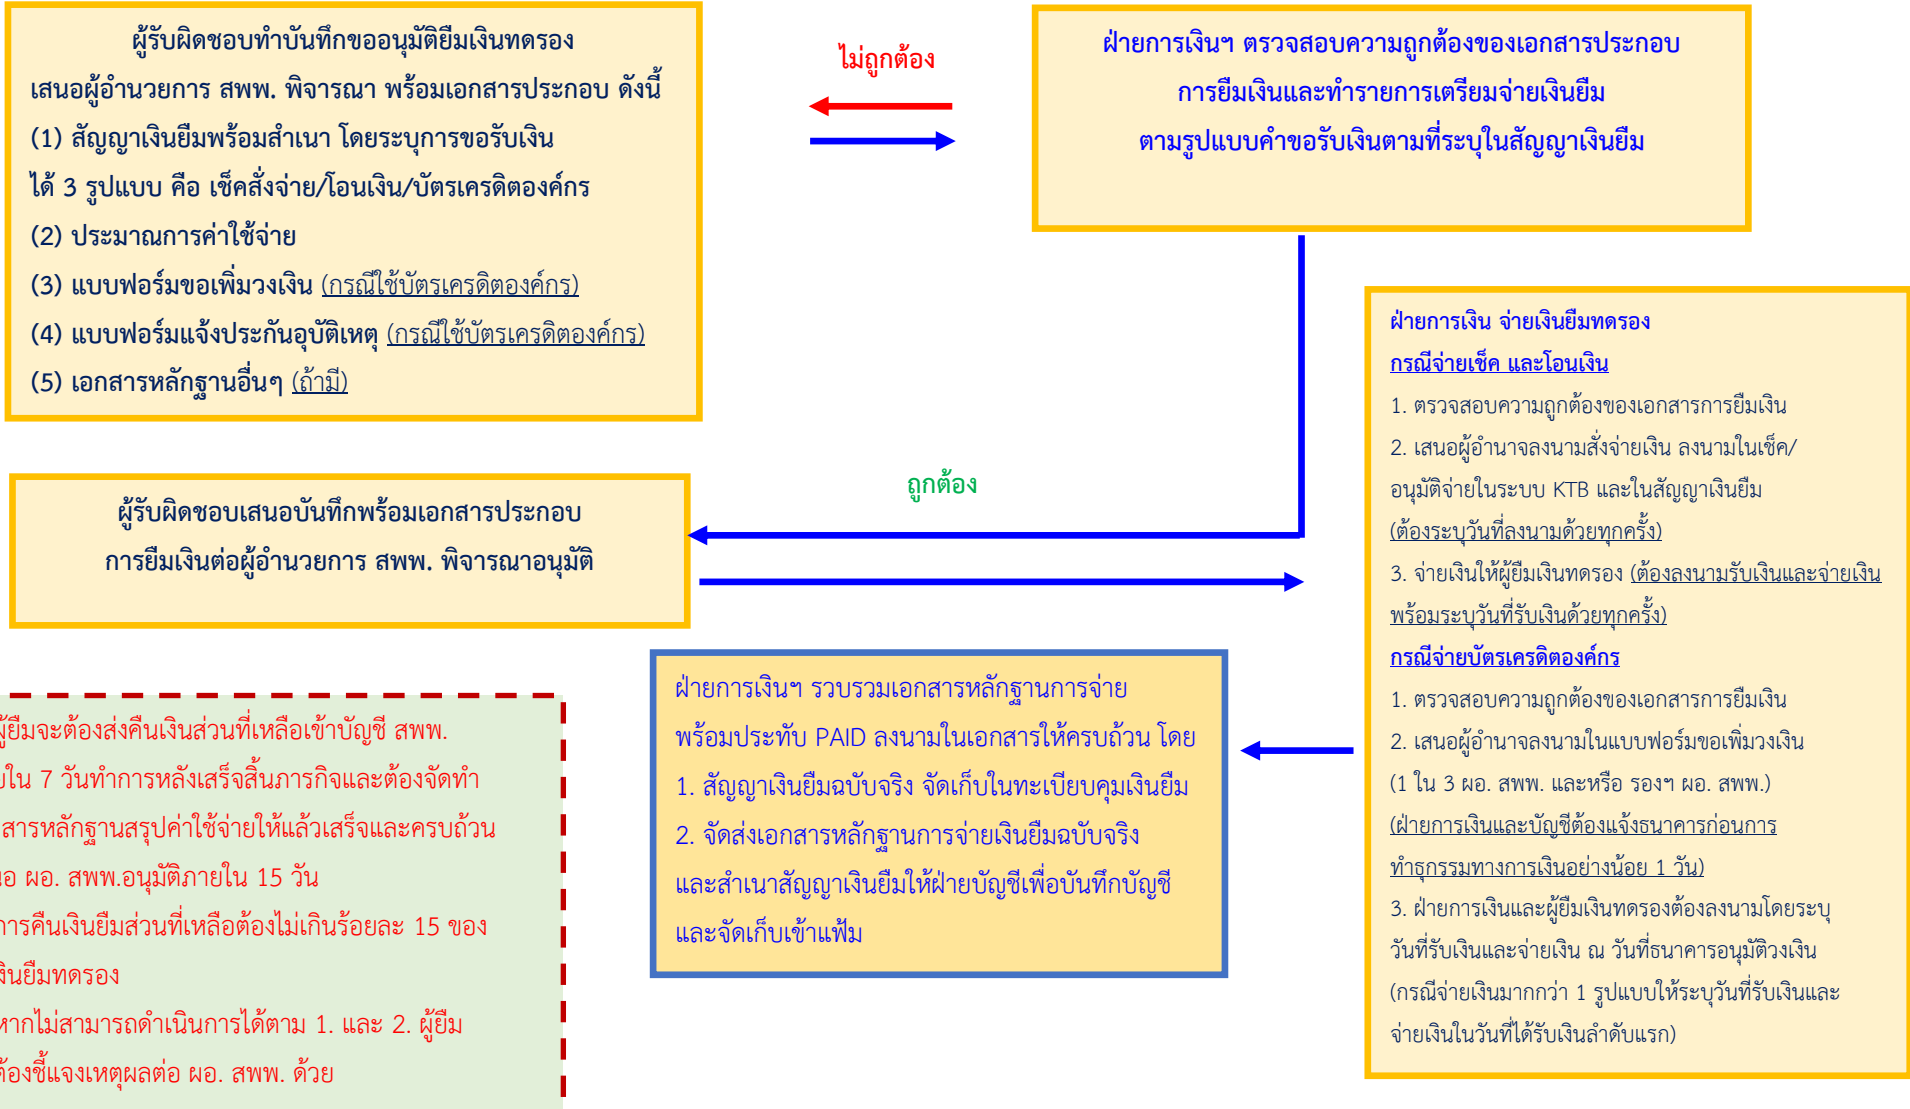 ผู้รับผิดชอบทำบันทึกขออนุมัติยืมเงินทดรอง
เสนอผู้อำนวยการ สพพ. พิจารณา พร้อมเอกสารประกอบ ดังนี้
(1) สัญญาเงินยืมพร้อมสำเนา โดยระบุการขอรับเงิน
ได้ 3 รูปแบบ คือ เช็คสั่งจ่าย/โอนเงิน/บัตรเครดิตองค์กร
(2) ประมาณการค่าใช้จ่าย
(3) แบบฟอร์มขอเพิ่มวงเงิน (กรณีใช้บัตรเครดิตองค์กร)
(4) แบบฟอร์มแจ้งประกันอุบัติเหตุ (กรณีใช้บัตรเครดิตองค์กร)
(5) เอกสารหลักฐานอื่นๆ (ถ้ามี)
ไม่ถูกต้อง
ฝ่ายการเงินฯ ตรวจสอบความถูกต้องของเอกสารประกอบ
การยืมเงินและทำรายการเตรียมจ่ายเงินยืม
ตามรูปแบบคำขอรับเงินตามที่ระบุในสัญญาเงินยืม
ถูกต้อง
ผู้รับผิดชอบเสนอบันทึกพร้อมเอกสารประกอบ
การยืมเงินต่อผู้อำนวยการ สพพ. พิจารณาอนุมัติ
ฝ่ายการเงิน จ่ายเงินยืมทดรอง
กรณีจ่ายเช็ค และโอนเงิน
1. ตรวจสอบความถูกต้องของเอกสารการยืมเงิน
2. เสนอผู้อำนาจลงนามสั่งจ่ายเงิน ลงนามในเช็ค/
อนุมัติจ่ายในระบบ KTB และในสัญญาเงินยืม
(ต้องระบุวันที่ลงนามด้วยทุกครั้ง)
3. จ่ายเงินให้ผู้ยืมเงินทดรอง (ต้องลงนามรับเงินและจ่ายเงิน
พร้อมระบุวันที่รับเงินด้วยทุกครั้ง)
กรณีจ่ายบัตรเครดิตองค์กร
1. ตรวจสอบความถูกต้องของเอกสารการยืมเงิน
2. เสนอผู้อำนาจลงนามในแบบฟอร์มขอเพิ่มวงเงิน
(1 ใน 3 ผอ. สพพ. และหรือ รองฯ ผอ. สพพ.)
(ฝ่ายการเงินและบัญชีต้องแจ้งธนาคารก่อนการ
ทำธุกรรมทางการเงินอย่างน้อย 1 วัน)
3. ฝ่ายการเงินและผู้ยืมเงินทดรองต้องลงนามโดยระบุ
วันที่รับเงินและจ่ายเงิน ณ วันที่ธนาคารอนุมัติวงเงิน
(กรณีจ่ายเงินมากกว่า 1 รูปแบบให้ระบุวันที่รับเงินและ
จ่ายเงินในวันที่ได้รับเงินลำดับแรก)
ฝ่ายการเงินฯ รวบรวมเอกสารหลักฐานการจ่าย
พร้อมประทับ PAID ลงนามในเอกสารให้ครบถ้วน โดย
1. สัญญาเงินยืมฉบับจริง จัดเก็บในทะเบียบคุมเงินยืม
2. จัดส่งเอกสารหลักฐานการจ่ายเงินยืมฉบับจริง
และสำเนาสัญญาเงินยืมให้ฝ่ายบัญชีเพื่อบันทึกบัญชี
และจัดเก็บเข้าแฟ้ม
ผู้ยืมจะต้องส่งคืนเงินส่วนที่เหลือเข้าบัญชี สพพ.
ใน 7 วันทำการหลังเสร็จสิ้นภารกิจและต้องจัดทำ
สารหลักฐานสรุปค่าใช้จ่ายให้แล้วเสร็จและครบถ้วน
ผอ. สพพ.อนุมัติภายใน 15 วัน
การคืนเงินยืมส่วนที่เหลือต้องไม่เกินร้อยละ 15 ของ
เงินยืมทดรอง
หากไม่สามารถดำเนินการได้ตาม 1. และ 2. ผู้ยืม
ต้องชี้แจงเหตุผลต่อ ผอ. สพพ. ด้วย